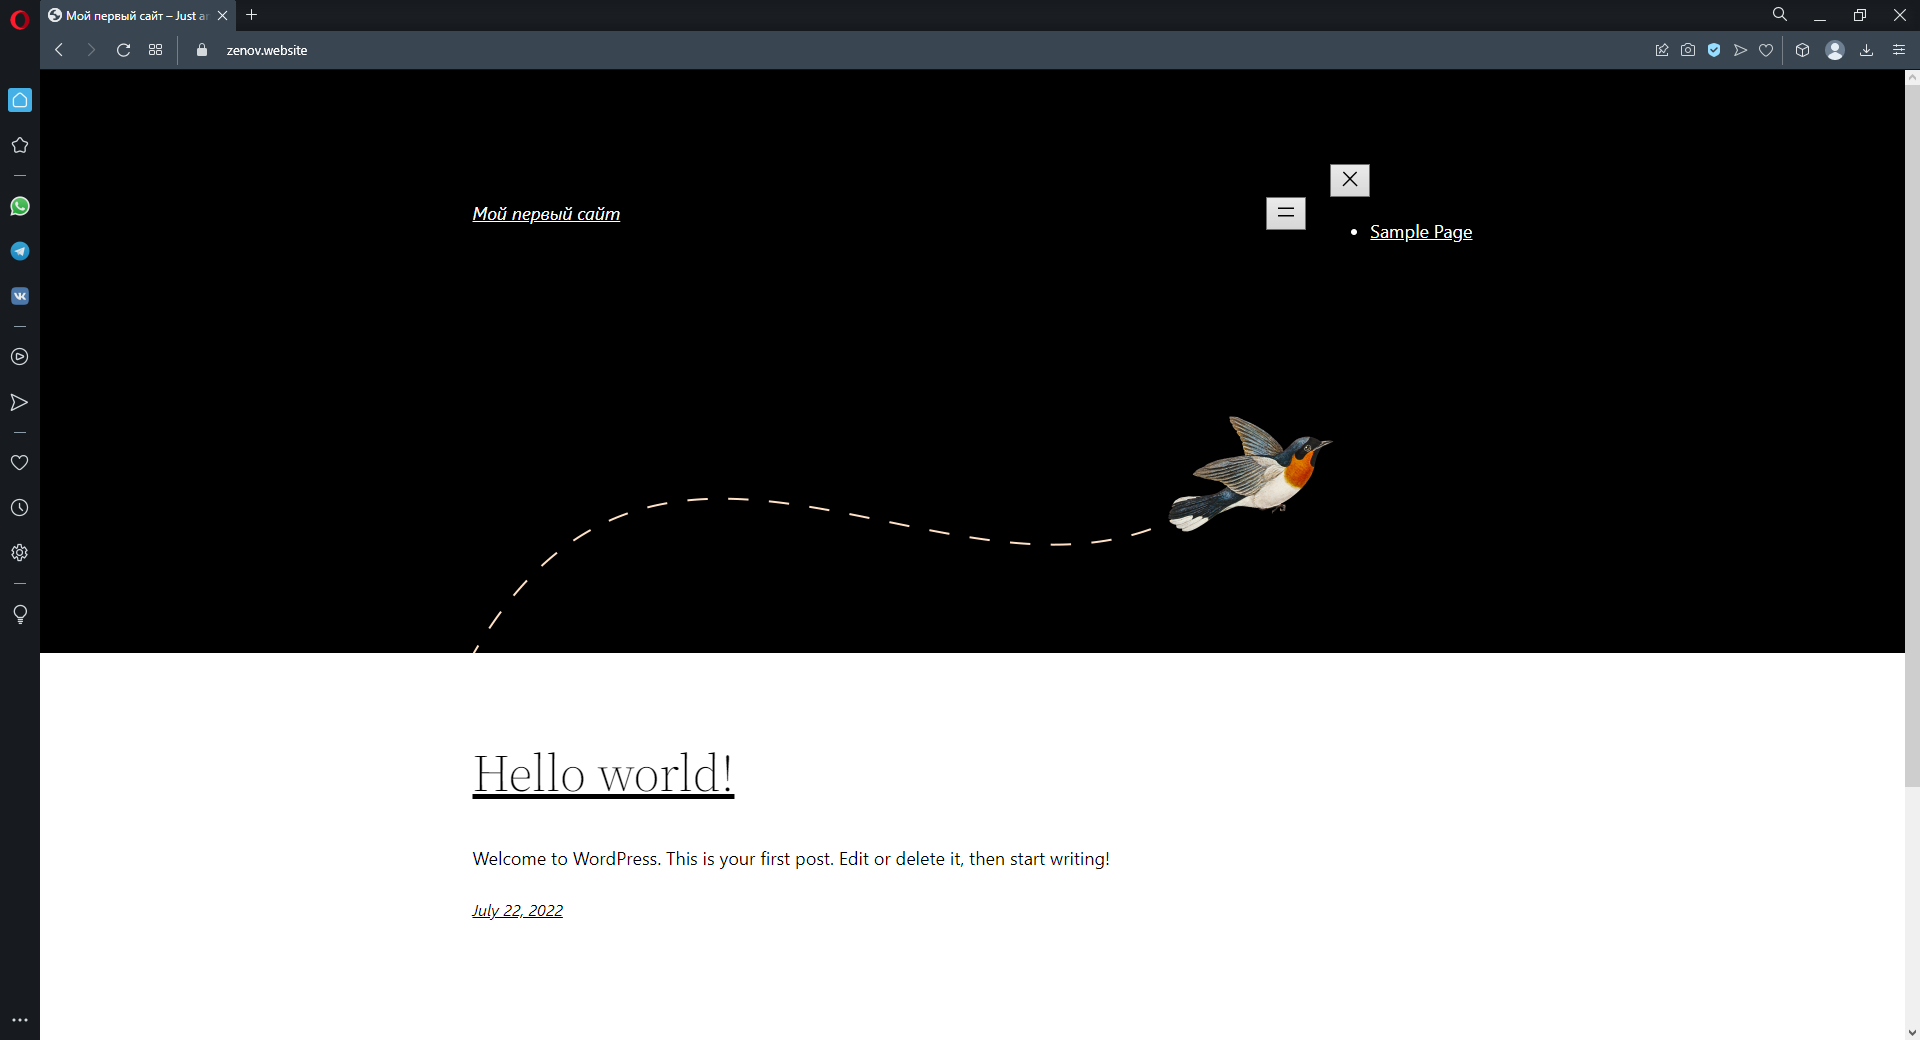 Мой первый сайт – Just a
zenov.website
Мой первый сайт
Sample Page
Hello world!
Welcome to WordPress. This is your first post. Edit or delete it, then start writing!
July 22, 2022